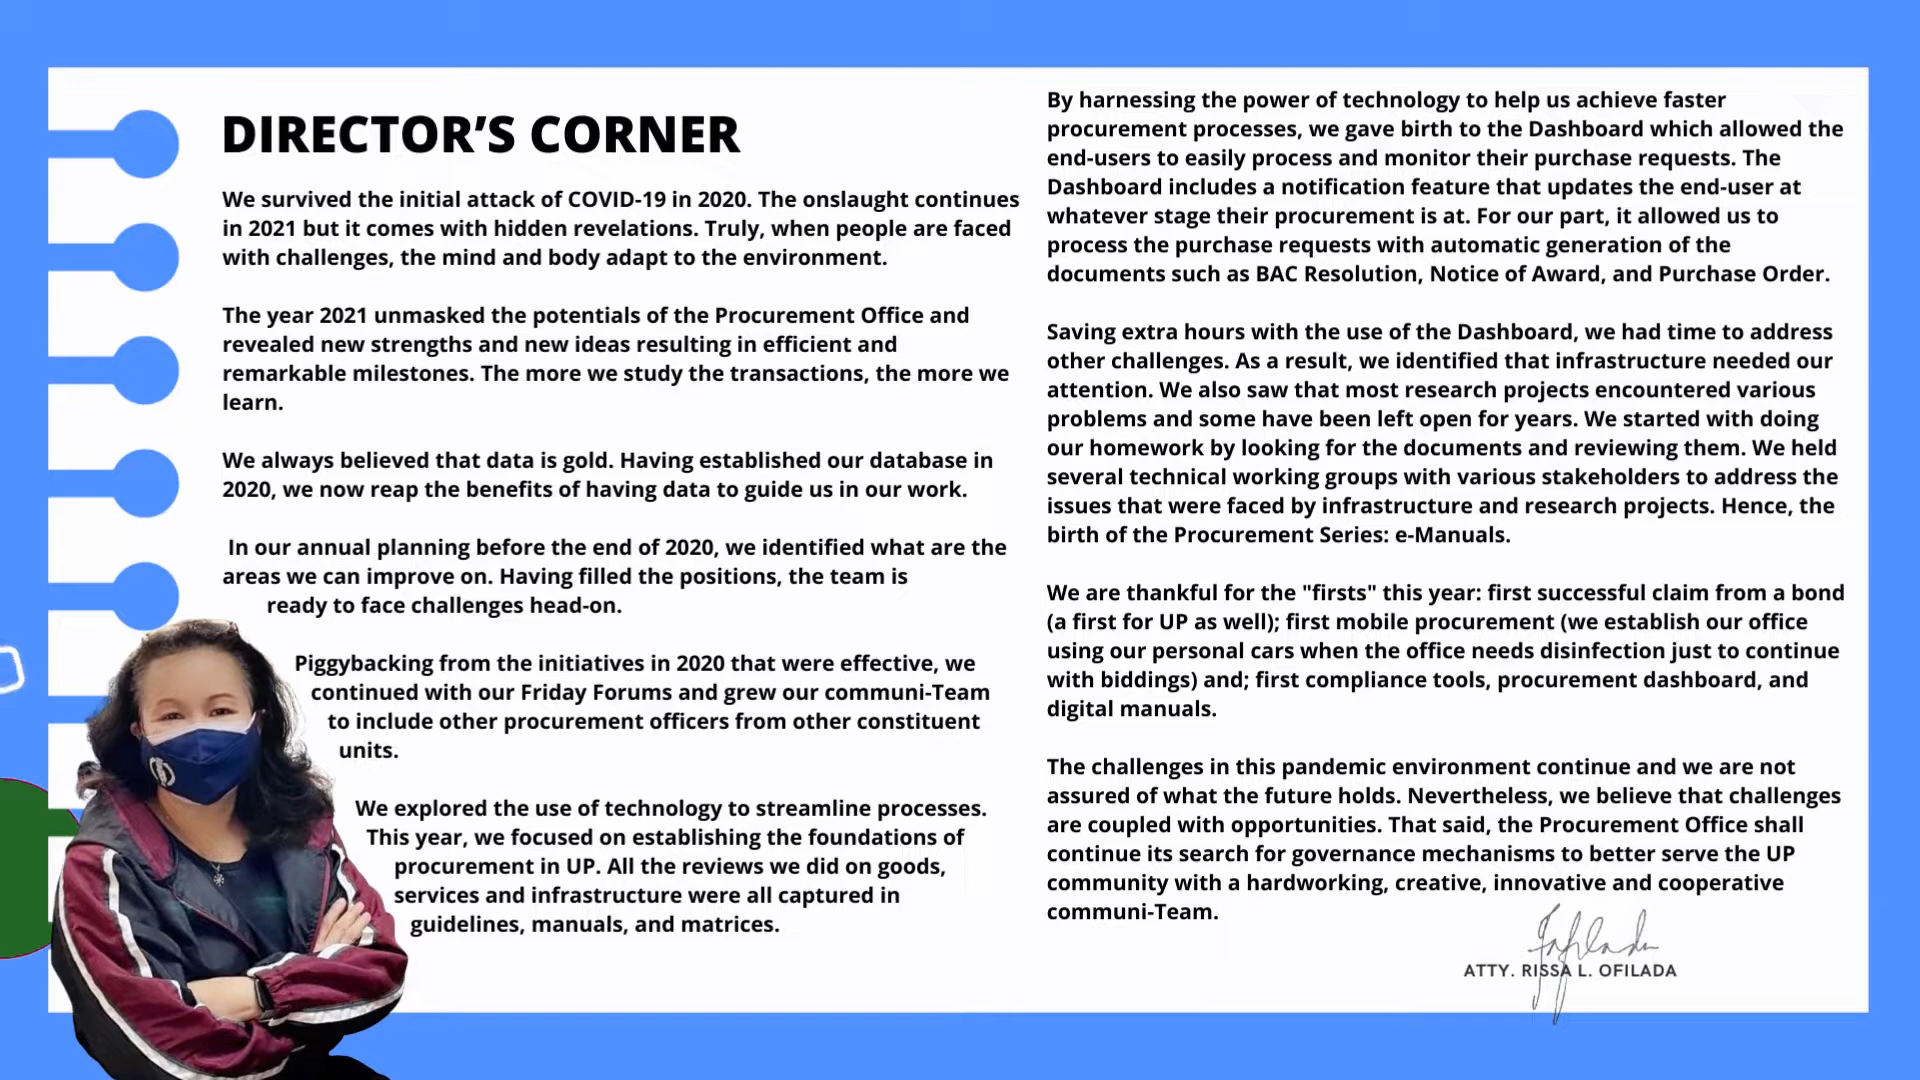 DIRECTOR’S CORNER
We survived the initial attack of COVID-19 in 2020. The onslaught continues
in 2021 but it comes with hidden revelations. Truly, when people are faced
with challenges, the mind and body adapt to the environment.
The year 2021 unmasked the potentials of the Procurement Office and
revealed new strengths and new ideas resulting in efficient and
remarkable milestones. The more we study the transactions, the more we
learn.
We always believed that data is gold. Having established our database in
2020, we now reap the benefits of having data to guide us in our work.
In our annual planning before the end of 2020, we identified what are the
areas we can improve on. Having filled the positions, the team is
ready to face challenges head-on.
Piggybacking from the initiatives in 2020 that were effective, we
continued with our Friday Forums and grew our communi-Team
to include other procurement officers from other constituent
units.
We explored the use of technology to streamline processes.
This year, we focused on establishing the foundations of
procurement in UP. All the reviews we did on goods,
services and infrastructure were all captured in
guidelines, manuals, and matrices.
By harnessing the power of technology to help us achieve faster
procurement processes, we gave birth to the Dashboard which allowed the
end-users to easily process and monitor their purchase requests. The
Dashboard includes a notification feature that updates the end-user at
whatever stage their procurement is at. For our part, it allowed us to
process the purchase requests with automatic generation of the
documents such as BAC Resolution, Notice of Award, and Purchase Order.
Saving extra hours with the use of the Dashboard, we had time to address
other challenges. As a result, we identified that infrastructure needed our
attention. We also saw that most research projects encountered various
problems and some have been left open for years. We started with doing
our homework by looking for the documents and reviewing them. We held
several technical working groups with various stakeholders to address the
issues that were faced by infrastructure and research projects. Hence, the
birth of the Procurement Series: e-Manuals.
We are thankful for the "firsts" this year: first successful claim from a bond
(a first for UP as well); first mobile procurement (we establish our office
using our personal cars when the office needs disinfection just to continue
with biddings) and; first compliance tools, procurement dashboard, and
digital manuals.
The challenges in this pandemic environment continue and we are not
assured of what the future holds. Nevertheless, we believe that challenges
are coupled with opportunities. That said, the Procurement Office shall
continue its search for governance mechanisms to better serve the UP
community with a hardworking, creative, innovative and cooperative
communi-Team.
ATTY. RISSA L. OFILADA